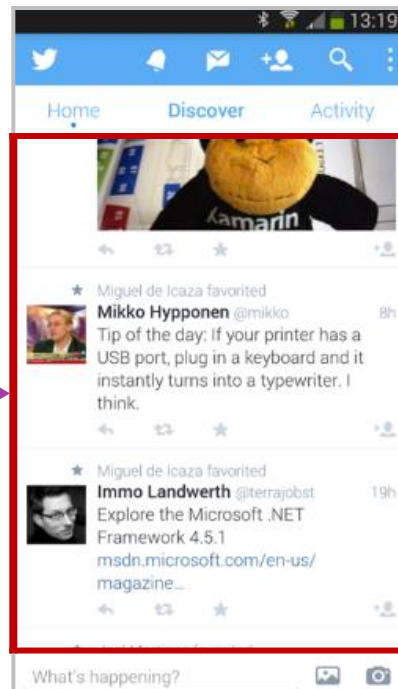 13:19
Home Discover Activity
Xamarin
Miguel de Icaza favorited
Mikko Hypponen @mikko 8h
Tip of the day: If your printer has a
USB port, plug in a keyboard and it
instantly turns into a typewriter. I
think.
Miguel de Icaza favorited
Immo Landwerth @terrajobst 19h
Explore the Microsoft .NET
Framework 4.5.1
msdn.microsoft.com/en-us/
magazine…
What's happening?